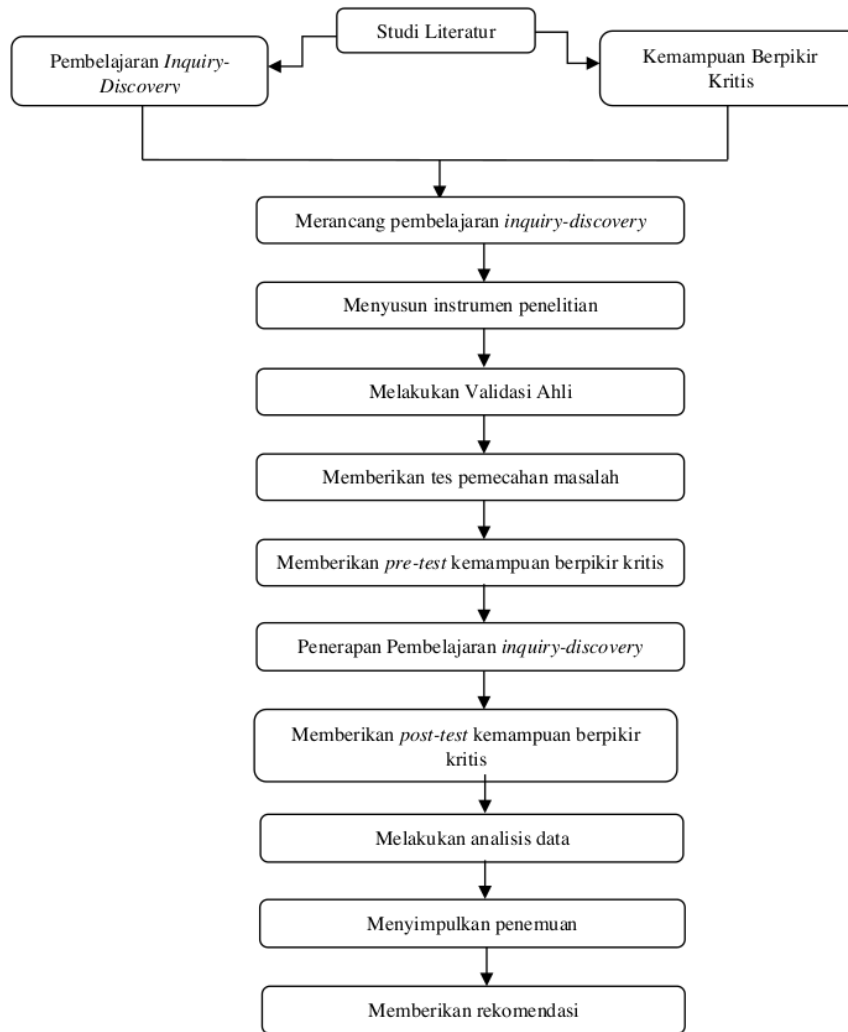 Studi Literatur
Pembelajaran Inquiry-
Discovery
Kemampuan Berpikir
Kritis
Merancang pembelajaran inquiry-discovery
Menyusun instrumen penelitian
Melakukan Validasi Ahli
Memberikan tes pemecahan masalah
Memberikan pre-test kemampuan berpikir kritis
Penerapan Pembelajaran inquiry-discovery
Memberikan post-test kemampuan berpikir
kritis
Melakukan analisis data
Menyimpulkan penemuan
Memberikan rekomendasi